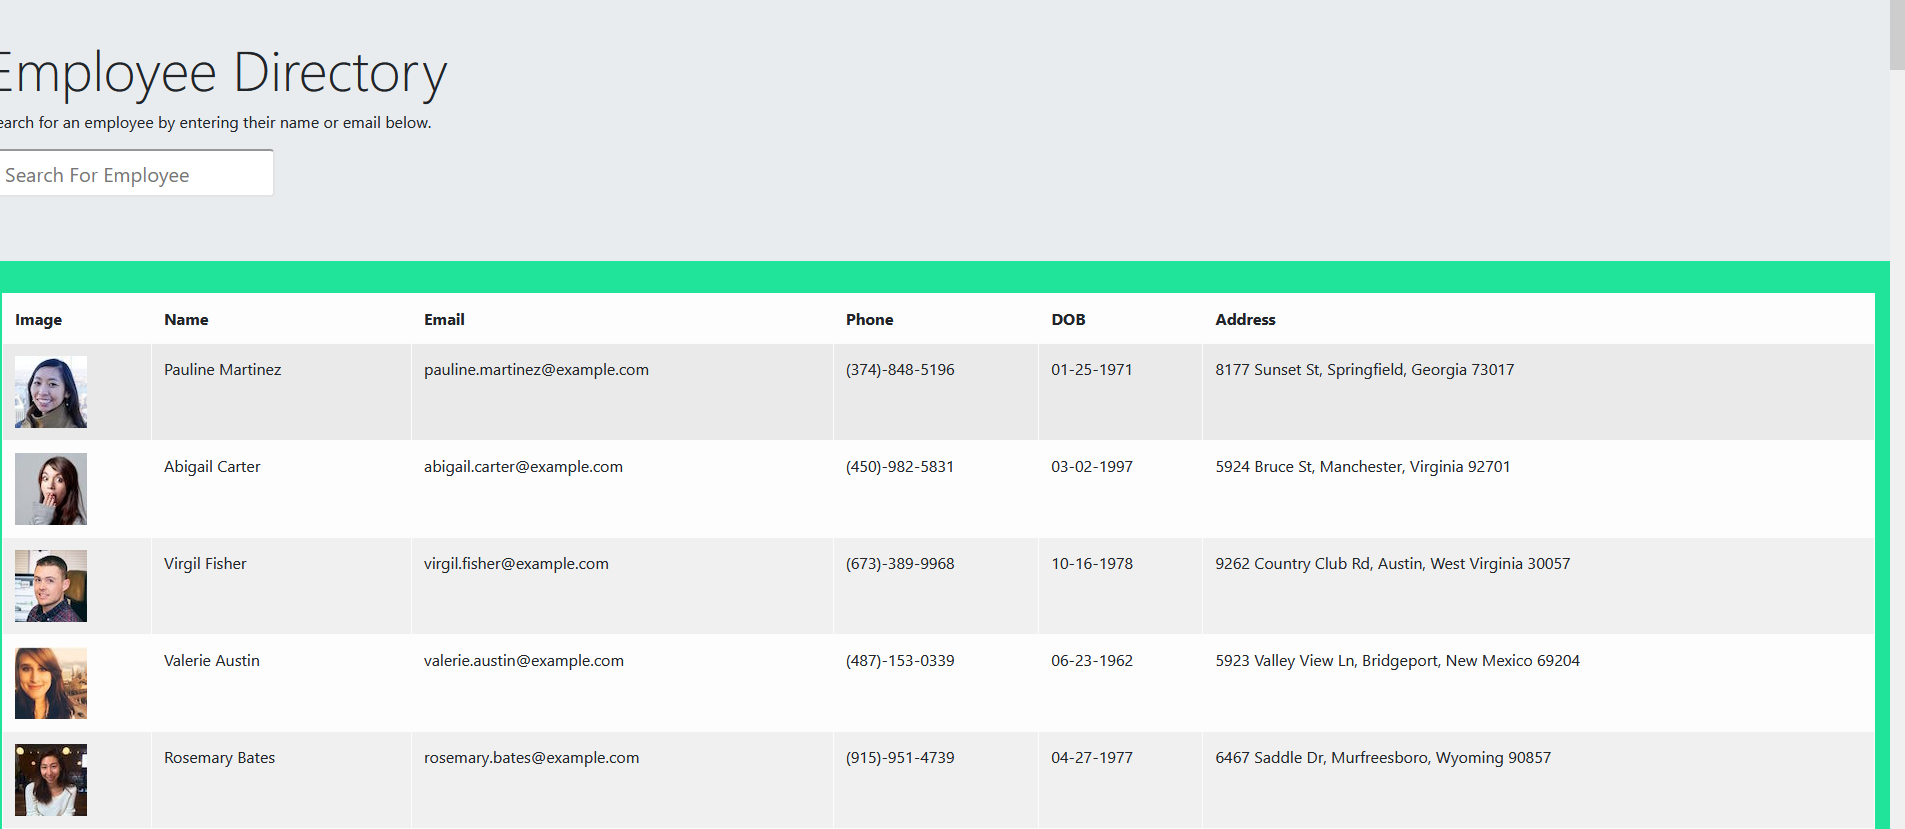 Employee Directory
earch for an employee by entering their name or email below.
Search For Employee
Image Name Email Phone DOB Address
Pauline Martinez pauline.martinez@example.com (374)-848-5196 01-25-1971 8177 Sunset St, Springfield, Georgia 73017
Abigail Carter abigail.carter@example.com (450)-982-5831 03-02-1997 5924 Bruce St, Manchester, Virginia 92701
Virgil Fisher virgil.fisher@example.com (673)-389-9968 10-16-1978 9262 Country Club Rd, Austin, West Virginia 30057
Valerie Austin valerie.austin@example.com (487)-153-0339 06-23-1962 5923 Valley View Ln, Bridgeport, New Mexico 69204
Rosemary Bates rosemary.bates@example.com (915)-951-4739 04-27-1977 6467 Saddle Dr, Murfreesboro, Wyoming 90857